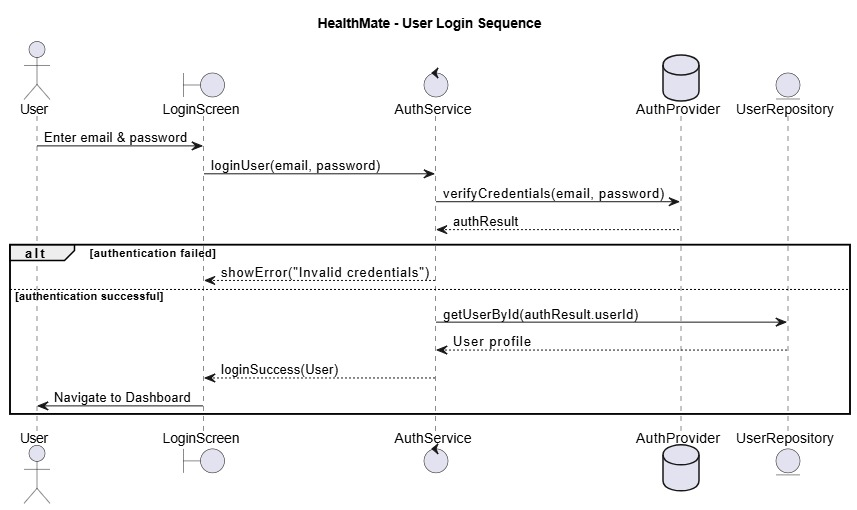 HealthMate - User Login Sequence
User LoginScreen AuthService AuthProvider UserRepository
Enter email & password
loginUser(email, password)
verifyCredentials(email, password)
authResult
alt [authentication failed]
showError("Invalid credentials")
[authentication successful]
getUserById(authResult.userId)
User profile
loginSuccess(User)
Navigate to Dashboard
User LoginScreen AuthService AuthProvider UserRepository